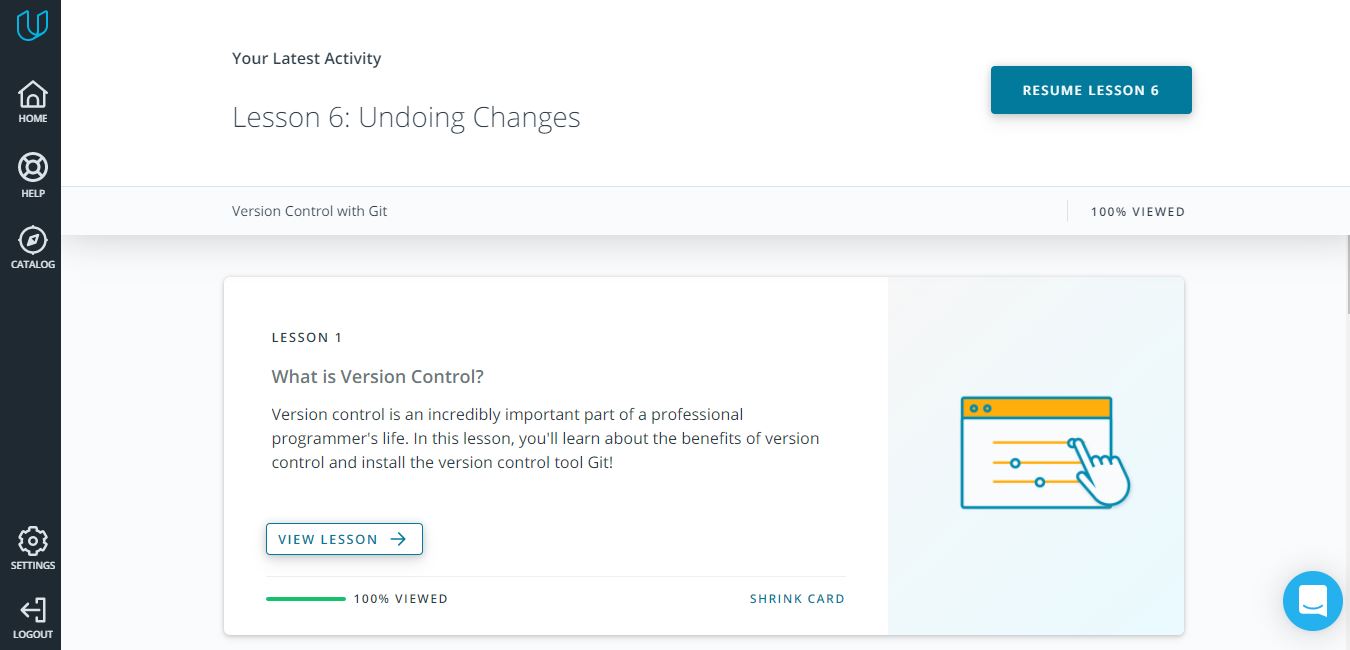 HOME
HELP
CATALOG
SETTINGS
LOGOUT
Your Latest Activity
Lesson 6: Undoing Changes
RESUME LESSON 6
Version Control with Git
100% VIEWED
LESSON 1
What is Version Control?
Version control is an incredibly important part of a professional
programmer's life. In this lesson, you'll learn about the benefits of version
control and install the version control tool Git!
VIEW LESSON
100% VIEWED
SHRINK CARD